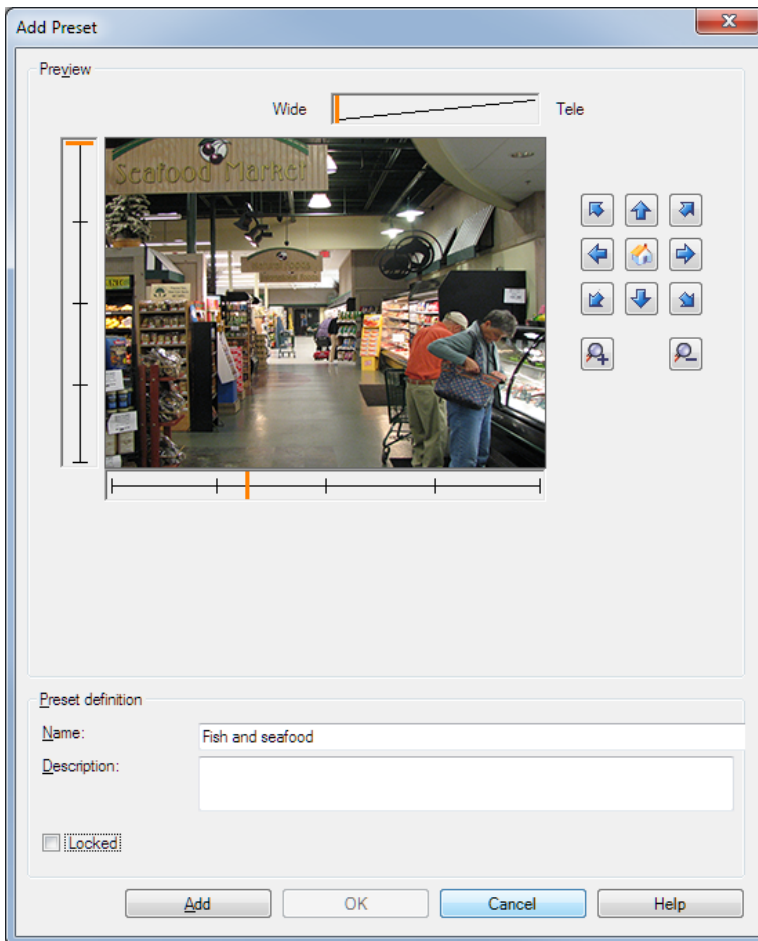 Add Preset
Preview
Wide
Tele
Seafood Market
Preset definition
Name:
Fish and seafood
Description:
Locked
Add
OK
Cancel
Help